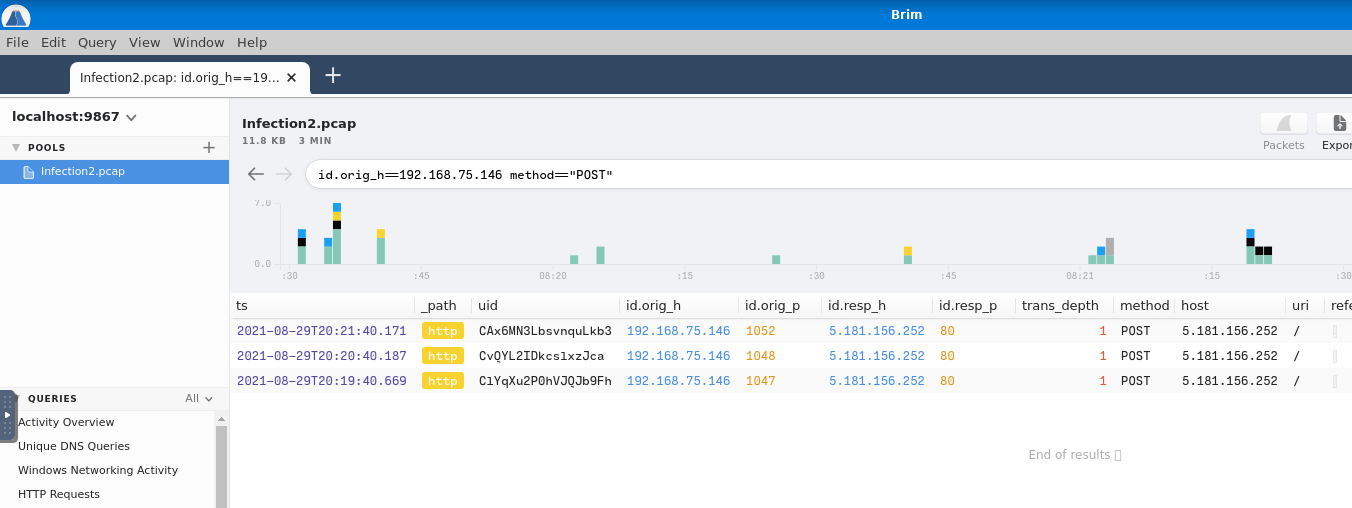 Brim
File Edit Query View Window Help
Infection2.pcap: id.orig_h==19... ✕ +
localhost:9867
POOLS +
Infection2.pcap
Infection2.pcap
11.8 KB 3 MIN
Packets
Expor
id.orig_h==192.168.75.146 method=="POST"
7.0
0.0
:30 :45 08:20 :15 :30 :45 08:21 :15 :30
ts _path uid id.orig_h id.orig_p id.resp_h id.resp_p trans_depth method host uri refe
2021-08-29T20:21:40.171 http CAx6MN3LbsvnquLkb3 192.168.75.146 1052 5.181.156.252 80 1 POST 5.181.156.252 /
2021-08-29T20:20:40.187 http CvQYL2IDkcslxzJca 192.168.75.146 1048 5.181.156.252 80 1 POST 5.181.156.252 /
2021-08-29T20:19:40.669 http ClYqXu2P0hVJQJb9Fh 192.168.75.146 1047 5.181.156.252 80 1 POST 5.181.156.252 /
End of results
QUERIES All
Activity Overview
Unique DNS Queries
Windows Networking Activity
HTTP Requests